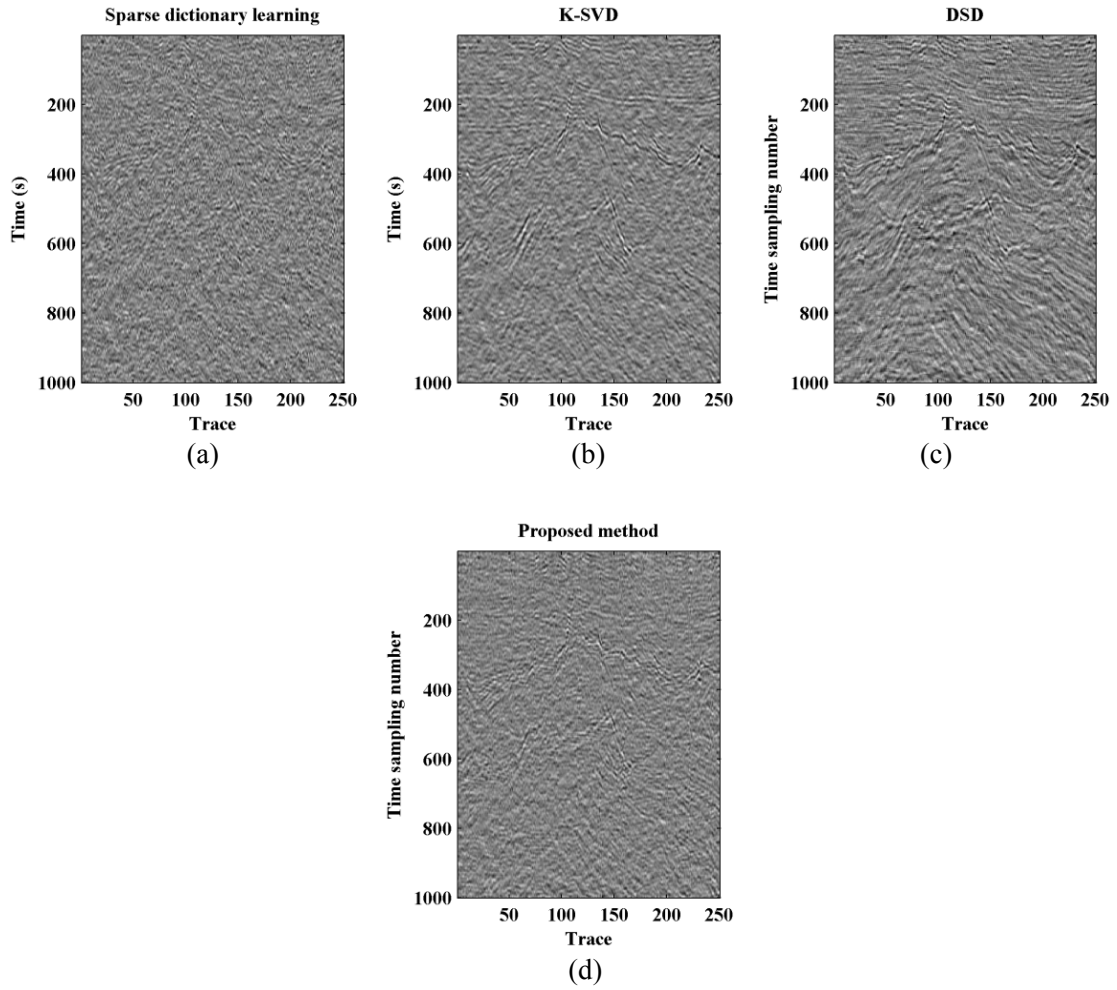 Sparse dictionary learning
K-SVD
DSD
200
400
600
800
1000
Time (s)
50 100 150 200 250
Trace
(a)
200
400
600
800
1000
Time (s)
50 100 150 200 250
Trace
(b)
200
400
600
800
1000
Time sampling number
50 100 150 200 250
Trace
(c)
Proposed method
200
400
600
800
1000
Time sampling number
50 100 150 200 250
Trace
(d)